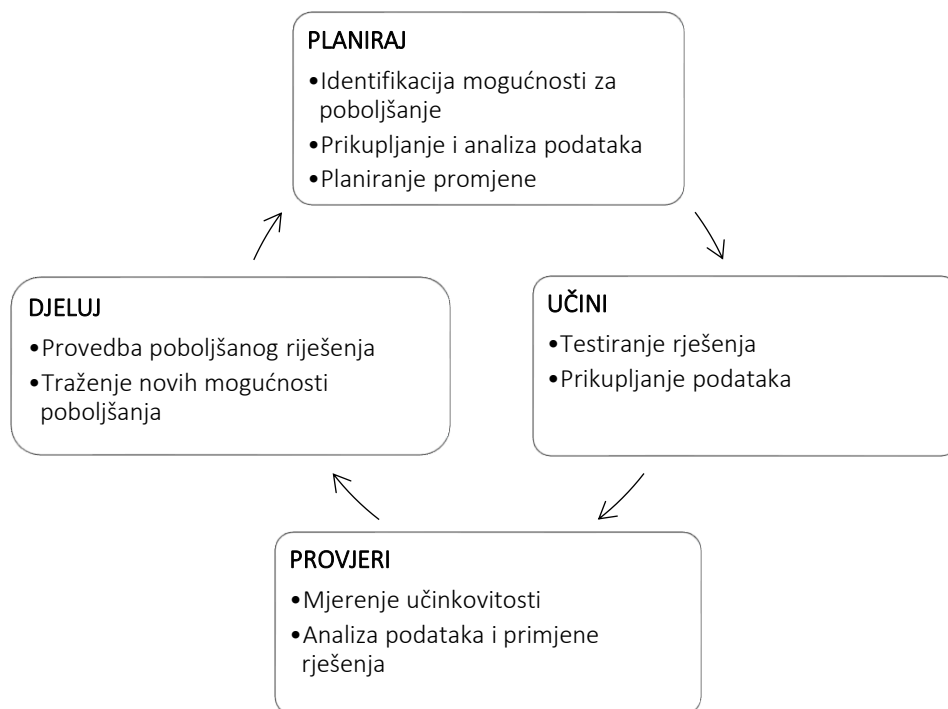 PLANIRAJ
•Identifikacija mogućnosti za
poboljšanje
•Prikupljanje i analiza podataka
•Planiranje promjene
DJELUJ
•Provedba poboljšanog riješenja
•Traženje novih mogućnosti
poboljšanja
UČINI
•Testiranje rješenja
•Prikupljanje podataka
PROVJERI
•Mjerenje učinkovitosti
•Analiza podataka i primjene
rješenja